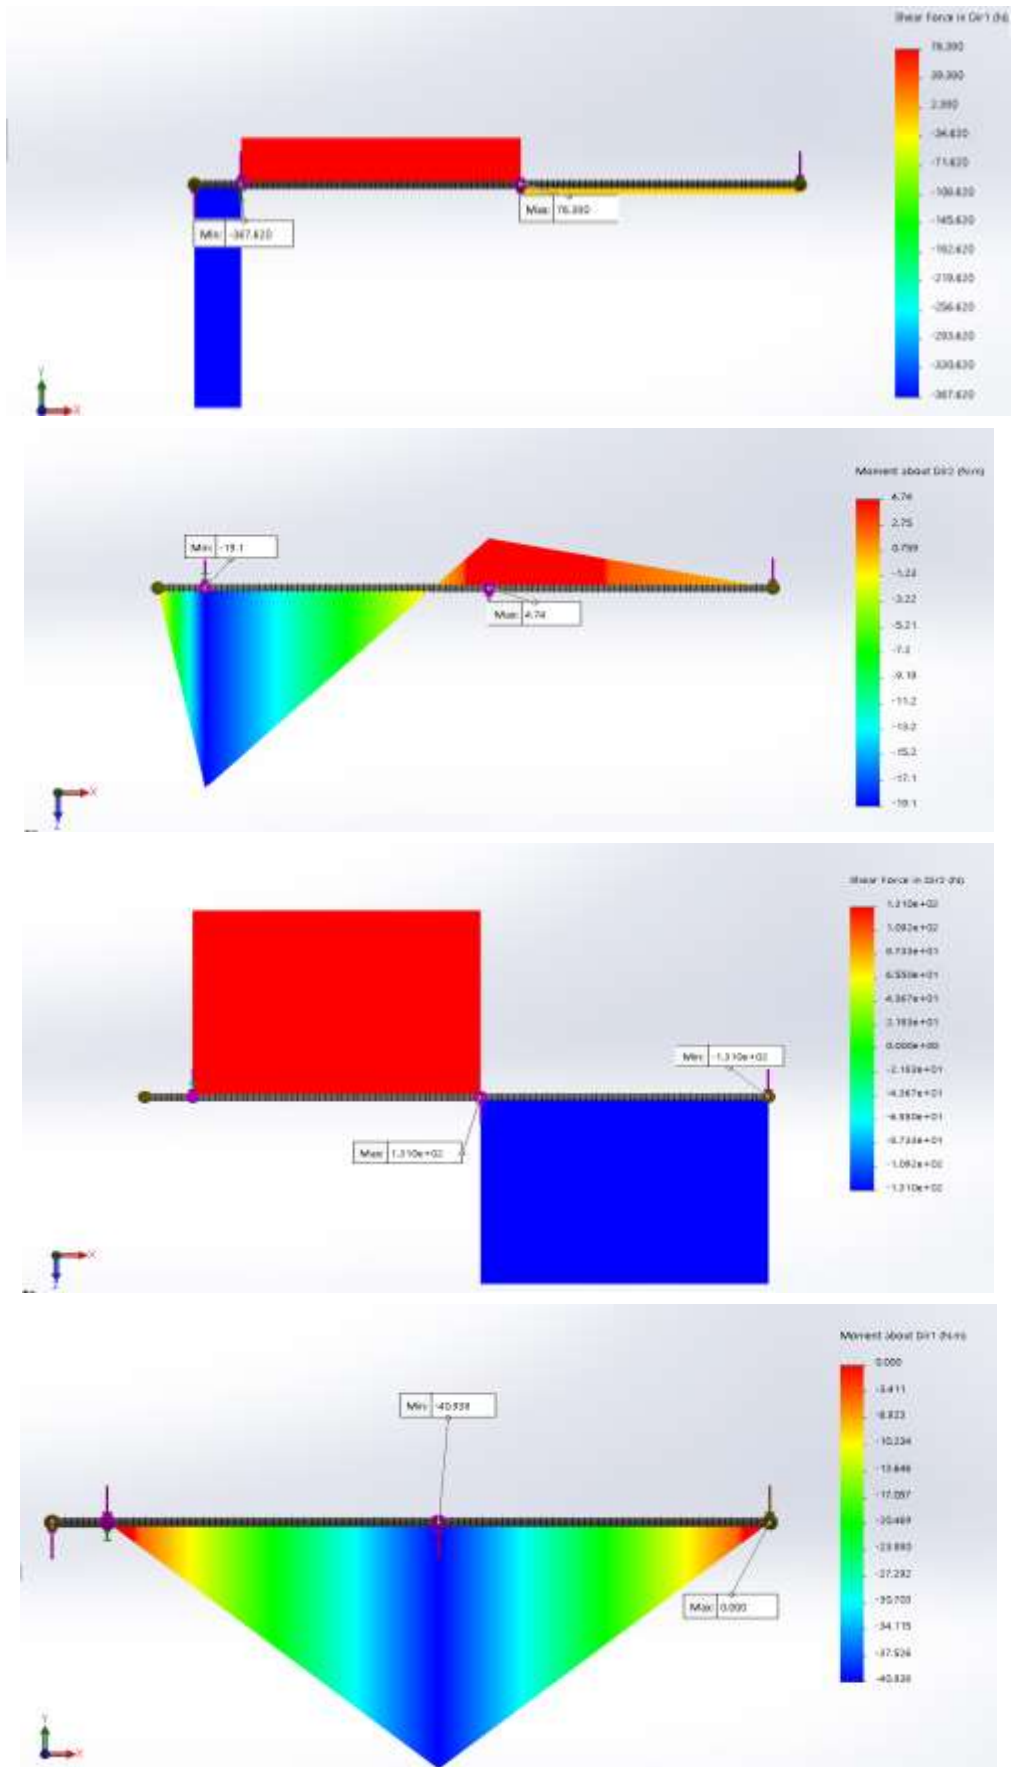 Shear Force in Dir1 (N)
76.380
39.380
2.380
-34.620
-71.620
-108.620
-145.620
-182.620
-219.620
-256.620
-293.620
-330.620
-367.620
Max: 76.380
Min: -367.620
Y
X
Moment about Dir2 (N·m)
4.74
2.75
0.759
-1.23
-3.22
-5.21
-7.2
-9.19
-11.2
-13.2
-15.2
-17.1
-19.1
Min: -19.1
Max: 4.74
X
Z
Shear Force in Dir2 (N)
1.310e+02
1.092e+02
8.733e+01
6.550e+01
4.367e+01
2.183e+01
0.000e+00
-2.183e+01
-4.367e+01
-6.550e+01
-8.733e+01
-1.092e+02
-1.310e+02
Min: -1.310e+02
Max: 1.310e+02
X
Z
Moment about Dir1 (N·m)
0.000
-3.411
-6.823
-10.234
-13.646
-17.057
-20.469
-23.880
-27.292
-30.703
-34.115
-37.526
-40.938
Min: -40.938
Max: 0.000
Y
X